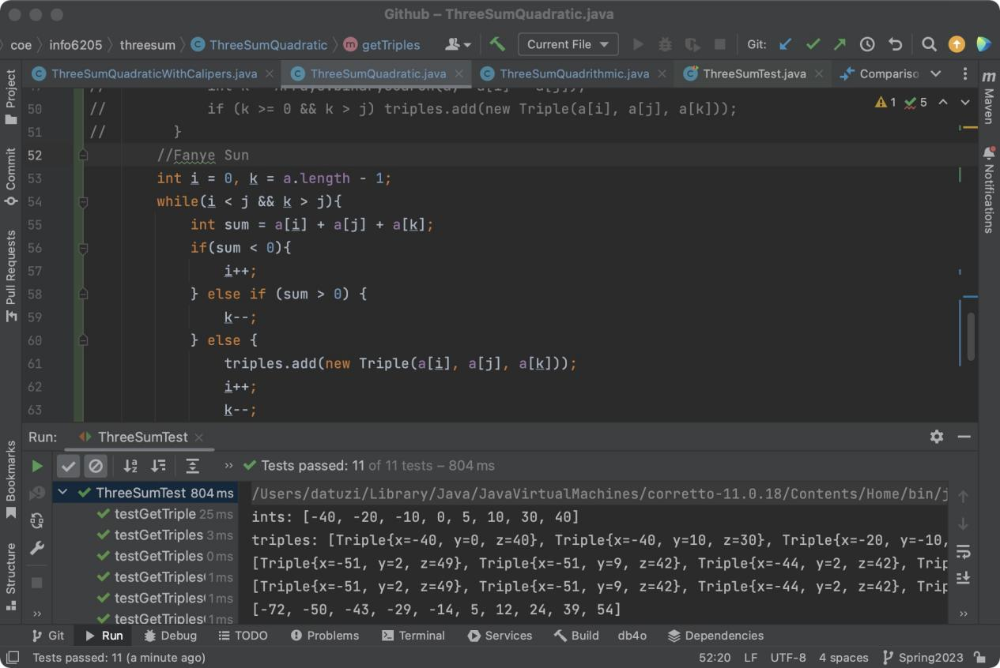 Github – ThreeSumQuadratic.java
coe info6205 threesum ThreeSumQuadratic getTriples Current File Git:
ThreeSumQuadraticWithCalipers.java ThreeSumQuadratic.java ThreeSumQuadrithmic.java ThreeSumTest.java Compariso
50 // if (k >= 0 && k > j) triples.add(new Triple(a[i], a[j], a[k]));
51 // }
52 //Fanye Sun
53 int i = 0, k = a.length - 1;
54 while(i < j && k > j){
55 int sum = a[i] + a[j] + a[k];
56 if(sum < 0){
57 i++;
58 } else if (sum > 0) {
59 k--;
60 } else {
61 triples.add(new Triple(a[i], a[j], a[k]));
62 i++;
63 k--;
1 5
Project
Commit
Pull Requests
Bookmarks
Structure
Maven
Notifications
Run: ThreeSumTest
Tests passed: 11 of 11 tests – 804 ms
ThreeSumTest 804 ms
testGetTriple 25 ms
testGetTriples 3 ms
testGetTriples 0 ms
testGetTriples 1 ms
testGetTriples 1 ms
testGetTriples 1 ms
/Users/datuzi/Library/Java/JavaVirtualMachines/corretto-11.0.18/Contents/Home/bin/j
ints: [-40, -20, -10, 0, 5, 10, 30, 40]
triples: [Triple{x=-40, y=0, z=40}, Triple{x=-40, y=10, z=30}, Triple{x=-20, y=-10,
[Triple{x=-51, y=2, z=49}, Triple{x=-51, y=9, z=42}, Triple{x=-44, y=2, z=42}, Trip
[Triple{x=-51, y=2, z=49}, Triple{x=-51, y=9, z=42}, Triple{x=-44, y=2, z=42}, Trip
[-72, -50, -43, -29, -14, 5, 12, 24, 39, 54]
Git Run Debug TODO Problems Terminal Services Build db4o Dependencies
Tests passed: 11 (a minute ago) 52:20 LF UTF-8 4 spaces Spring2023